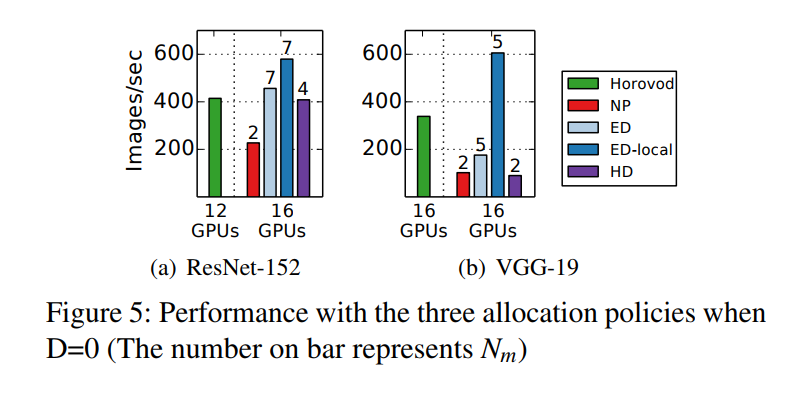 Images/sec
600
400
200
2
7
7
4
12
GPUs
16
GPUs
(a) ResNet-152
600
400
200
2
5
5
2
16
GPUs
16
GPUs
(b) VGG-19
Horovod
NP
ED
ED-local
HD
Figure 5: Performance with the three allocation policies when
D=0 (The number on bar represents Nm)